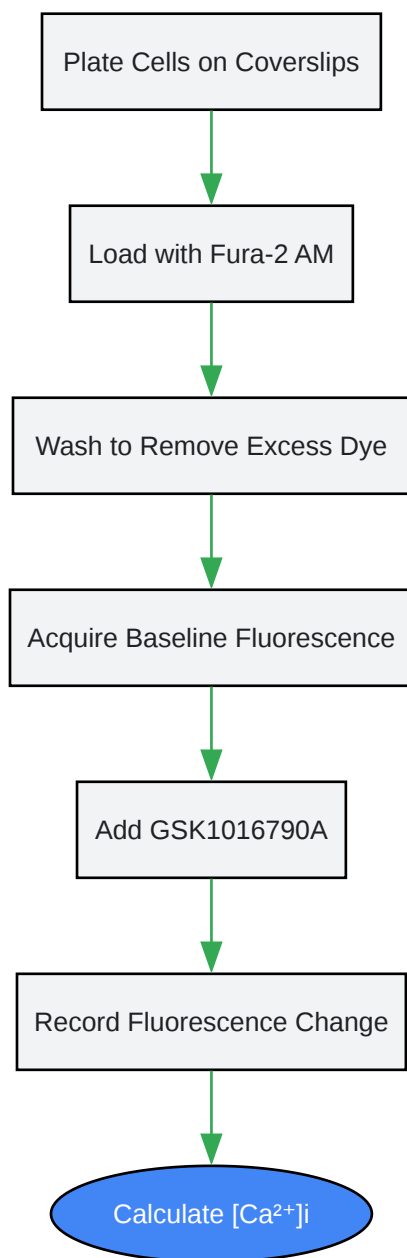 Plate Cells on Coverslips
Load with Fura-2 AM
Wash to Remove Excess Dye
Acquire Baseline Fluorescence
Add GSK1016790A
Record Fluorescence Change
Calculate [Ca²⁺]i